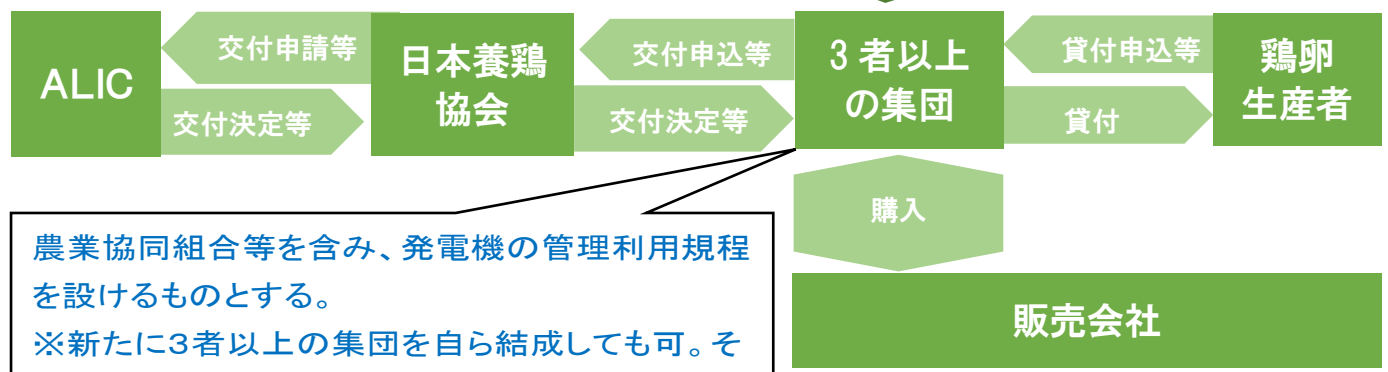 ALIC
交付申請等
交付決定等
日本養鶏
協会
交付申込等
交付決定等
3者以上
の集団
貸付申込等
貸付
鶏卵
生産者
購入
販売会社
農業協同組合等を含み、発電機の管理利用規程
を設けるものとする。
※新たに3者以上の集団を自ら結成しても可。そ